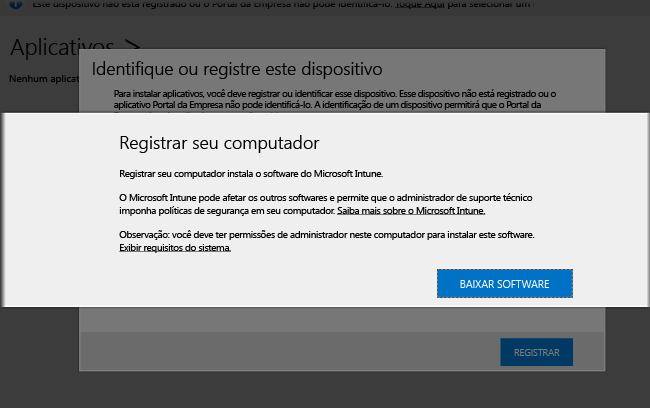 Este dispositivo não está registrado ou o Portal da Empresa não pode identificá-lo. Toque Aqui para selecionar um
Aplicativos >
Identifique ou registre este dispositivo
Nenhum aplicat
Para instalar aplicativos, você deve registrar ou identificar esse dispositivo. Esse dispositivo não está registrado ou o
aplicativo Portal da Empresa não pode identificá-lo. A identificação de um dispositivo permitirá que o Portal da
Registrar seu computador
Registrar seu computador instala o software do Microsoft Intune.
O Microsoft Intune pode afetar os outros softwares e permite que o administrador de suporte técnico
imponha políticas de segurança em seu computador. Saiba mais sobre o Microsoft Intune.
Observação: você deve ter permissões de administrador neste computador para instalar este software.
Exibir requisitos do sistema.
BAIXAR SOFTWARE
REGISTRAR